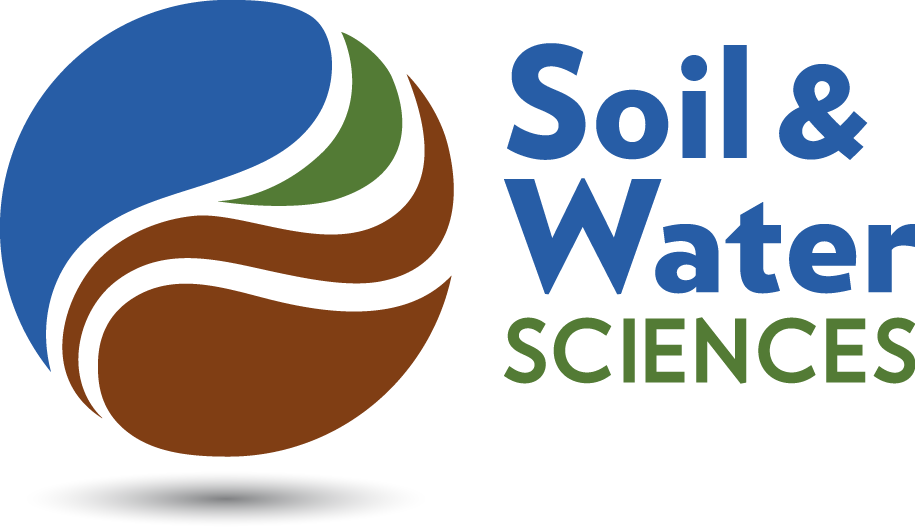 Soil &
Water
SCIENCES